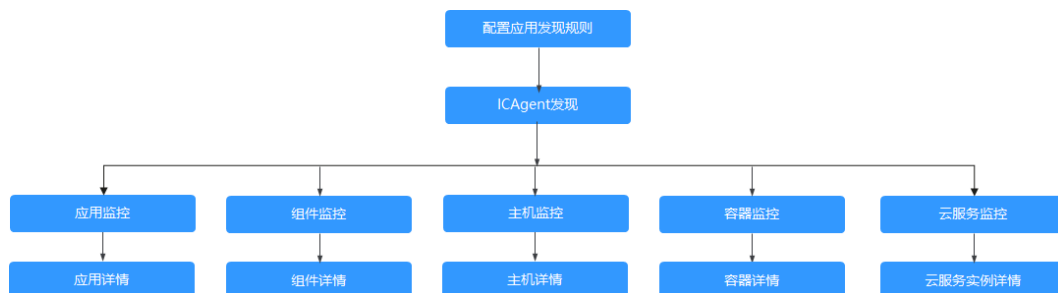 配置应用发现规则
ICAgent发现
应用监控
组件监控
主机监控
容器监控
云服务监控
应用详情
组件详情
主机详情
容器详情
云服务实例详情